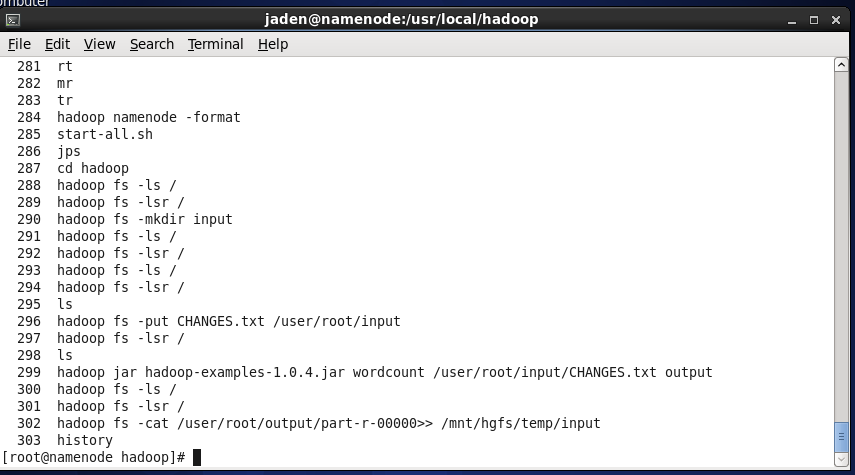 omputer
jaden@namenode:/usr/local/hadoop
File Edit View Search Terminal Help
281 rt
282 mr
283 tr
284 hadoop namenode -format
285 start-all.sh
286 jps
287 cd hadoop
288 hadoop fs -ls /
289 hadoop fs -lsr /
290 hadoop fs -mkdir input
291 hadoop fs -ls /
292 hadoop fs -lsr /
293 hadoop fs -ls /
294 hadoop fs -lsr /
295 ls
296 hadoop fs -put CHANGES.txt /user/root/input
297 hadoop fs -lsr /
298 ls
299 hadoop jar hadoop-examples-1.0.4.jar wordcount /user/root/input/CHANGES.txt output
300 hadoop fs -ls /
301 hadoop fs -lsr /
302 hadoop fs -cat /user/root/output/part-r-00000>> /mnt/hgfs/temp/input
303 history
[root@namenode hadoop]#